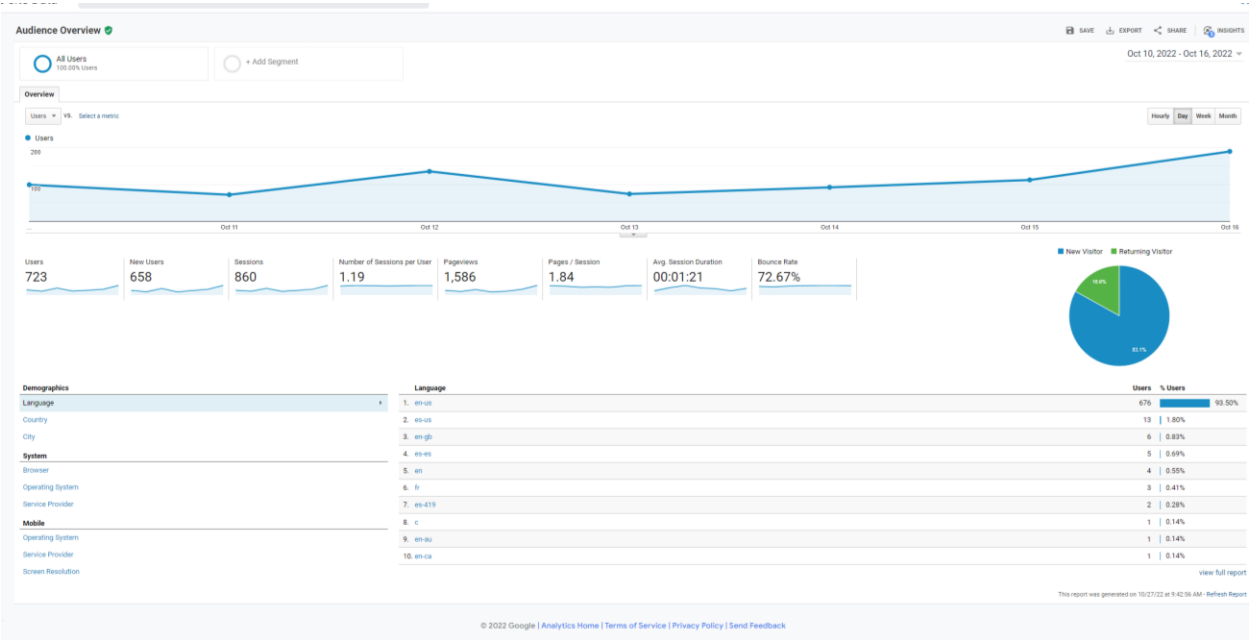 Audience Overview
SAVE EXPORT SHARE INSIGHTS
All Users
100.00% Users
+ Add Segment
Oct 10, 2022 - Oct 16, 2022
Overview
Users VS. Select a metric
Hourly Day Week Month
Users
200
100
... Oct 11 Oct 12 Oct 13 Oct 14 Oct 15 Oct 16
New Visitor Returning Visitor
Users New Users Sessions Number of Sessions per User Pageviews Pages / Session Avg. Session Duration Bounce Rate
723 658 860 1.19 1,586 1.84 00:01:21 72.67%
16.9%
83.1%
Demographics
Language
Country
City
System
Browser
Operating System
Service Provider
Mobile
Operating System
Service Provider
Screen Resolution
Language Users % Users
1. en-us 676 93.50%
2. es-us 13 1.80%
3. en-gb 6 0.83%
4. es-es 5 0.69%
5. en 4 0.55%
6. fr 3 0.41%
7. es-419 2 0.28%
8. c 1 0.14%
9. en-au 1 0.14%
10. en-ca 1 0.14%
view full report
This report was generated on 10/27/22 at 9:42:56 AM - Refresh Report
© 2022 Google | Analytics Home | Terms of Service | Privacy Policy | Send Feedback